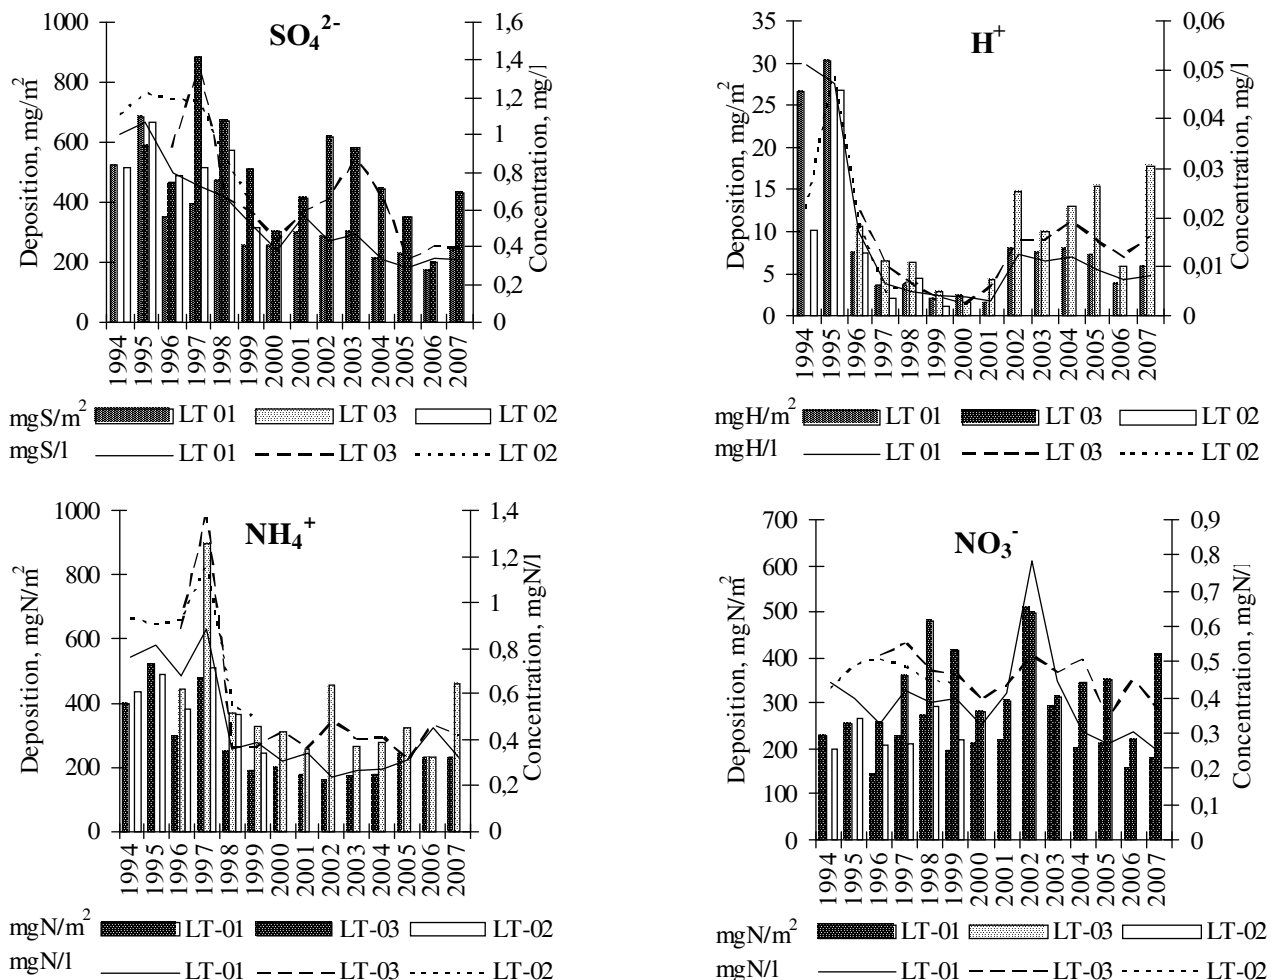 SO₄²⁻
Deposition, mg/m²
Concentration, mg/l
1000
800
600
400
200
0
1,6
1,4
1,2
1
0,8
0,6
0,4
0,2
0
1994 1995 1996 1997 1998 1999 2000 2001 2002 2003 2004 2005 2006 2007
mgS/m² LT 01 LT 03 LT 02
mgS/l LT 01 LT 03 LT 02
H⁺
Deposition, mg/m²
Concentration, mg/l
35
30
25
20
15
10
5
0
0,06
0,05
0,04
0,03
0,02
0,01
0
1994 1995 1996 1997 1998 1999 2000 2001 2002 2003 2004 2005 2006 2007
mgH/m² LT 01 LT 03 LT 02
mgH/l LT 01 LT 03 LT 02
NH₄⁺
Deposition, mgN/m²
Concentration, mgN/l
1000
800
600
400
200
0
1,4
1,2
1
0,8
0,6
0,4
0,2
0
1994 1995 1996 1997 1998 1999 2000 2001 2002 2003 2004 2005 2006 2007
mgN/m² LT-01 LT-03 LT-02
mgN/l LT-01 LT-03 LT-02
NO₃⁻
Deposition, mgN/m²
Concentration, mgN/l
700
600
500
400
300
200
100
0
0,9
0,8
0,7
0,6
0,5
0,4
0,3
0,2
0,1
0
1994 1995 1996 1997 1998 1999 2000 2001 2002 2003 2004 2005 2006 2007
mgN/m² LT-01 LT-03 LT-02
mgN/l LT-01 LT-03 LT-02